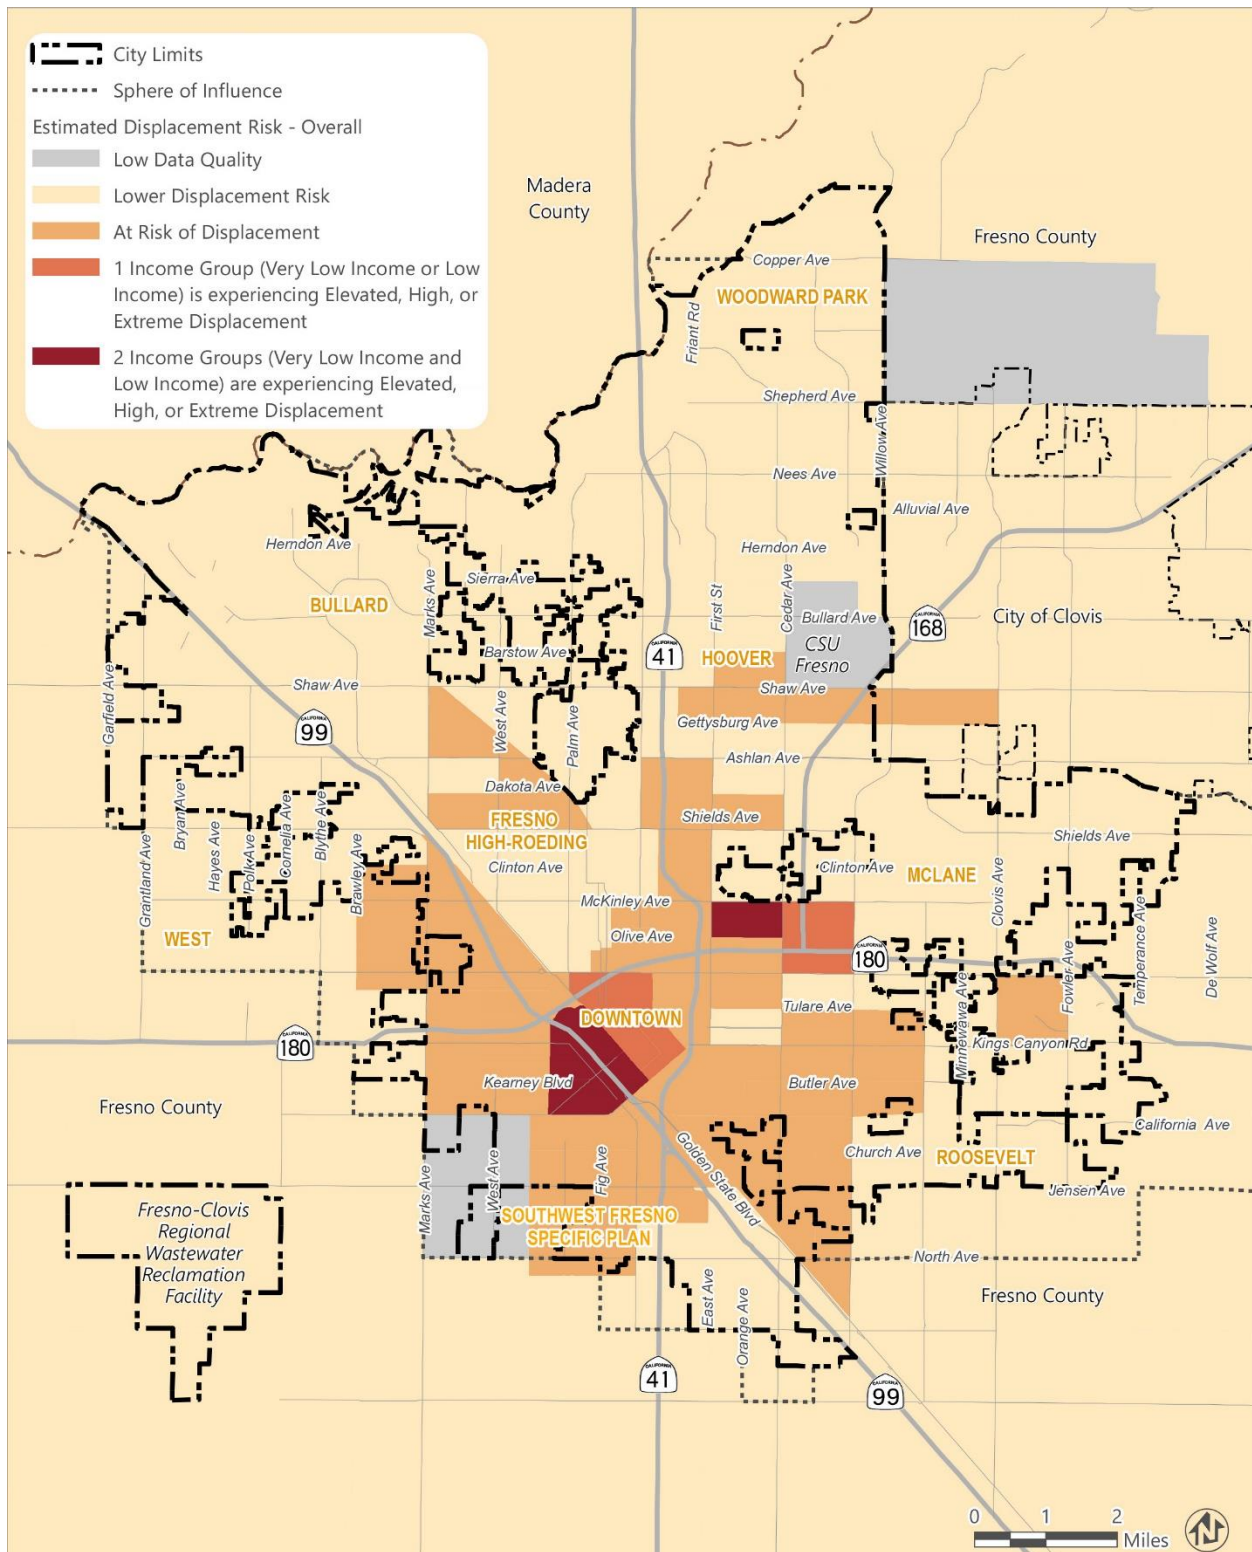 City Limits
Sphere of Influence
Estimated Displacement Risk - Overall
Low Data Quality
Lower Displacement Risk
At Risk of Displacement
1 Income Group (Very Low Income or Low
Income) is experiencing Elevated, High, or
Extreme Displacement
2 Income Groups (Very Low Income and
Low Income) are experiencing Elevated,
High, or Extreme Displacement
Madera
County
Fresno County
Copper Ave
WOODWARD PARK
Friant Rd
Shepherd Ave
Willow Ave
Nees Ave
Alluvial Ave
Herndon Ave
Herndon Ave
Sierra Ave
Marks Ave
BULLARD
First St
Cedar Ave
Bullard Ave
CALIFORNIA
168
City of Clovis
CSU
Fresno
Barstow Ave
CALIFORNIA
41
HOOVER
Shaw Ave
Shaw Ave
Garfield Ave
West Ave
Palm Ave
CALIFORNIA
99
Gettysburg Ave
Ashlan Ave
Dakota Ave
Bryan Ave
Hayes Ave
Polk Ave
Cornelia Ave
Blythe Ave
Brawley Ave
Grantland Ave
FRESNO
HIGH-ROEDING
Shields Ave
Shields Ave
Clinton Ave
Clinton Ave
MCLANE
Clovis Ave
McKinley Ave
WEST
Olive Ave
CALIFORNIA
180
Fowler Ave
Temperance Ave
De Wolf Ave
Minnewawa Ave
Tulare Ave
DOWNTOWN
Kings Canyon Rd
CALIFORNIA
180
Kearney Blvd
Butler Ave
Fresno County
California Ave
Golden State Blvd
Church Ave
ROOSEVELT
Marks Ave
West Ave
Fig Ave
Jensen Ave
Fresno-Clovis
Regional
Wastewater
Reclamation
Facility
SOUTHWEST FRESNO
SPECIFIC PLAN
North Ave
East Ave
Orange Ave
Fresno County
CALIFORNIA
41
CALIFORNIA
99
0 1 2
Miles
N